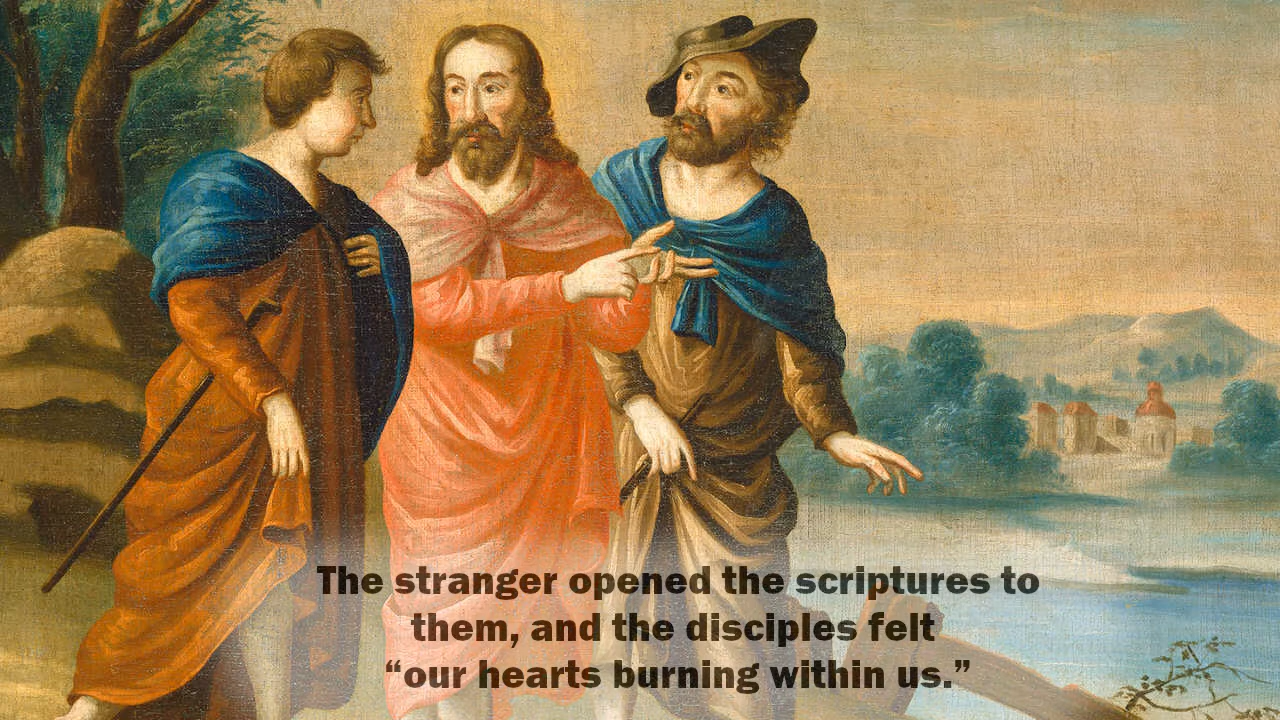 The stranger opened the scriptures to
them, and the disciples felt
“our hearts burning within us.”